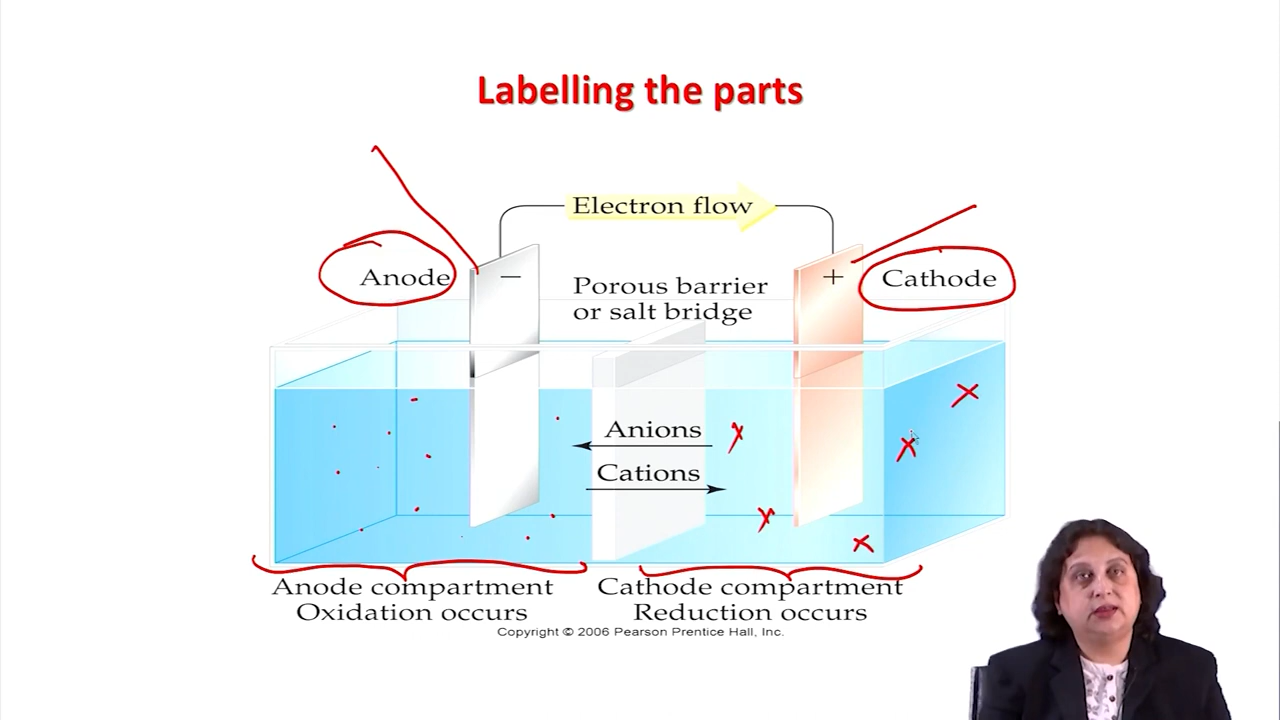 Labelling the parts
Electron flow
Anode
−
Porous barrier
or salt bridge
+
Cathode
Anions
Cations
Anode compartment
Oxidation occurs
Cathode compartment
Reduction occurs
Copyright © 2006 Pearson Prentice Hall, Inc.